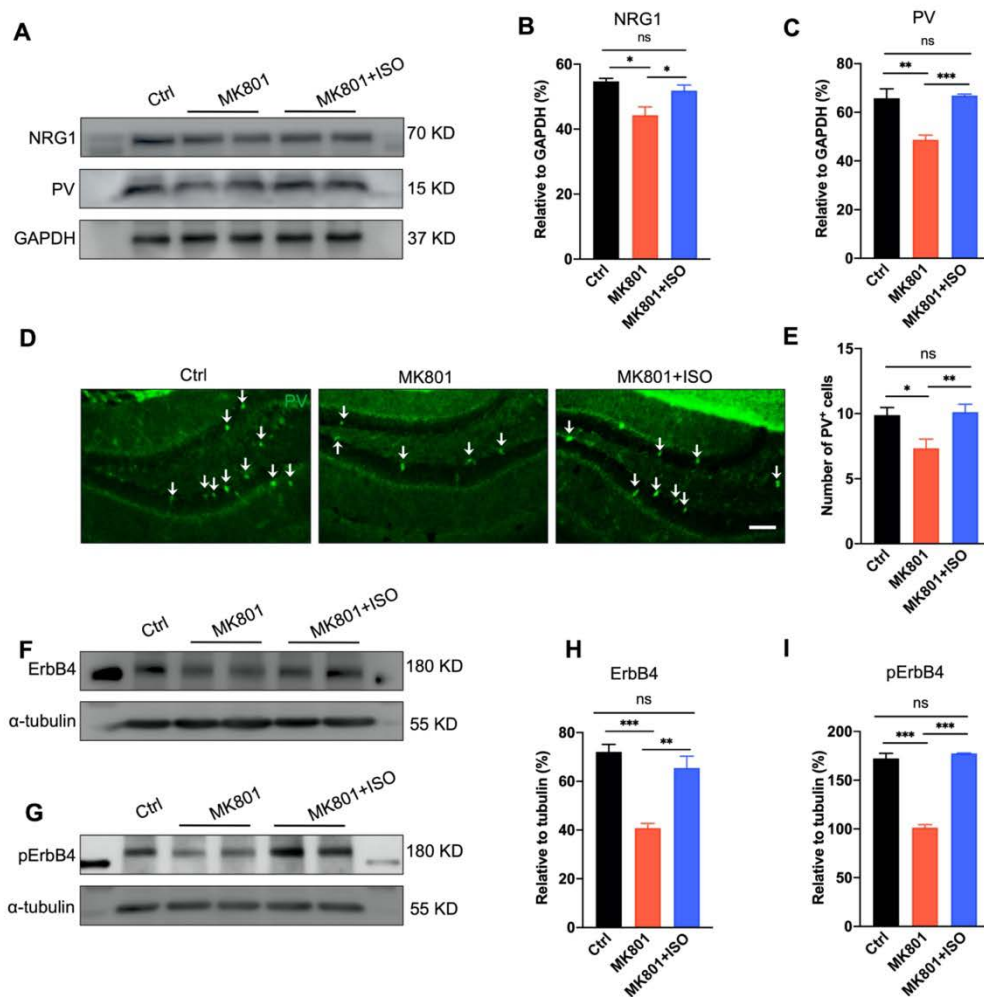 A
Ctrl
MK801
MK801+ISO
NRG1
70 KD
PV
15 KD
GAPDH
37 KD
B
NRG1
ns
*
*
Relative to GAPDH (%)
60
40
20
0
Ctrl
MK801
MK801+ISO
C
PV
ns
**
***
Relative to GAPDH (%)
80
60
40
20
0
Ctrl
MK801
MK801+ISO
D
Ctrl
MK801
MK801+ISO
PV
E
ns
*
**
Number of PV⁺ cells
15
10
5
0
Ctrl
MK801
MK801+ISO
F
Ctrl
MK801
MK801+ISO
ErbB4
180 KD
α-tubulin
55 KD
G
Ctrl
MK801
MK801+ISO
pErbB4
180 KD
α-tubulin
55 KD
H
ErbB4
ns
***
**
Relative to tubulin (%)
80
60
40
20
0
Ctrl
MK801
MK801+ISO
I
pErbB4
ns
***
***
Relative to tubulin (%)
200
150
100
50
0
Ctrl
MK801
MK801+ISO